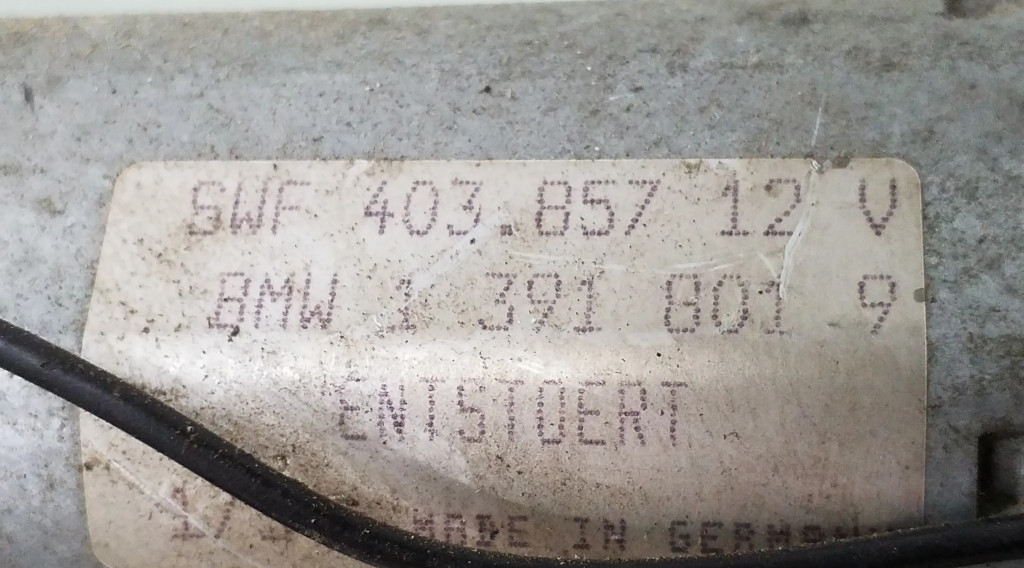 SWF 403.857 12 V
BMW 1 391 801 9
ENTSTOERT
MADE IN GERMANY